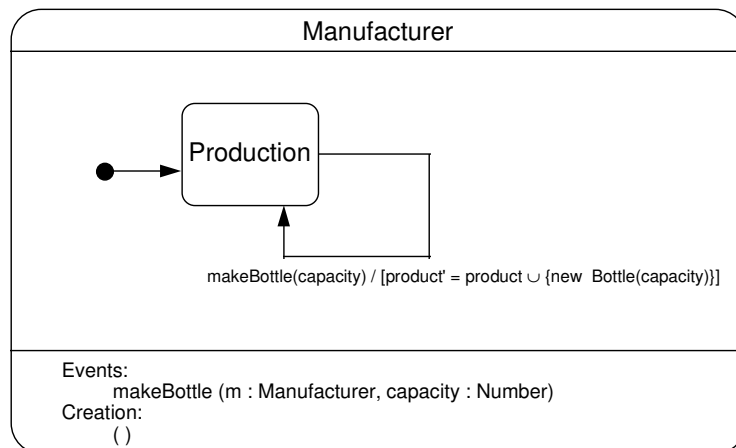 Manufacturer
Production
makeBottle(capacity) / [product' = product ∪ {new Bottle(capacity)}]
Events:
makeBottle (m : Manufacturer, capacity : Number)
Creation:
( )